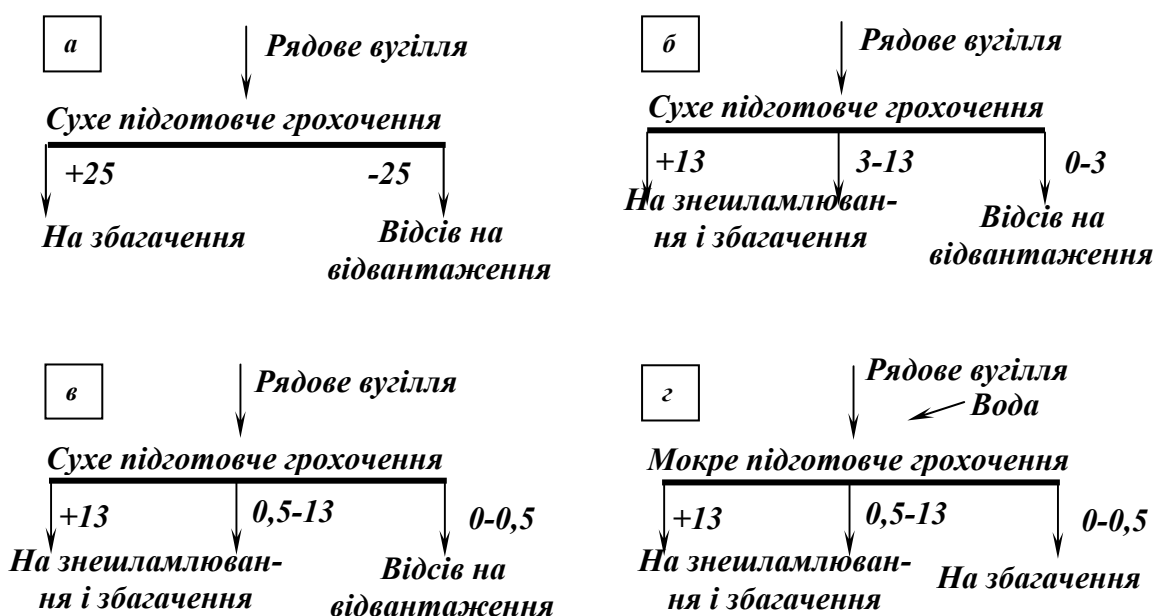 а
Рядове вугілля
Сухе підготовче грохочення
+25
-25
На збагачення
Відсів на
відвантаження
б
Рядове вугілля
Сухе підготовче грохочення
+13
3-13
0-3
На знешламлюван-
ня і збагачення
Відсів на
відвантаження
в
Рядове вугілля
Сухе підготовче грохочення
+13
0,5-13
0-0,5
На знешламлюван-
ня і збагачення
Відсів на
відвантаження
г
Рядове вугілля
Вода
Мокре підготовче грохочення
+13
0,5-13
0-0,5
На знешламлюван-
ня і збагачення
На збагачення